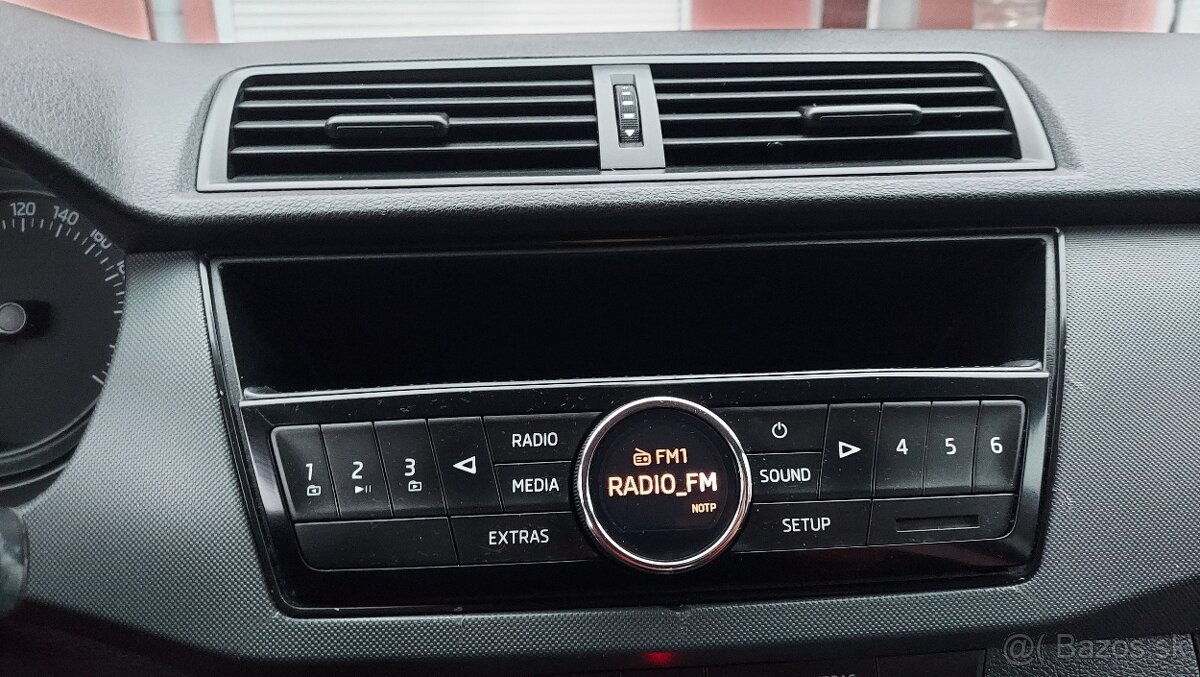 120 140 160
FM1
RADIO_FM
NOTP
1 2 3
RADIO
MEDIA
EXTRAS
SOUND
SETUP
4 5 6
@( Bazos.sk